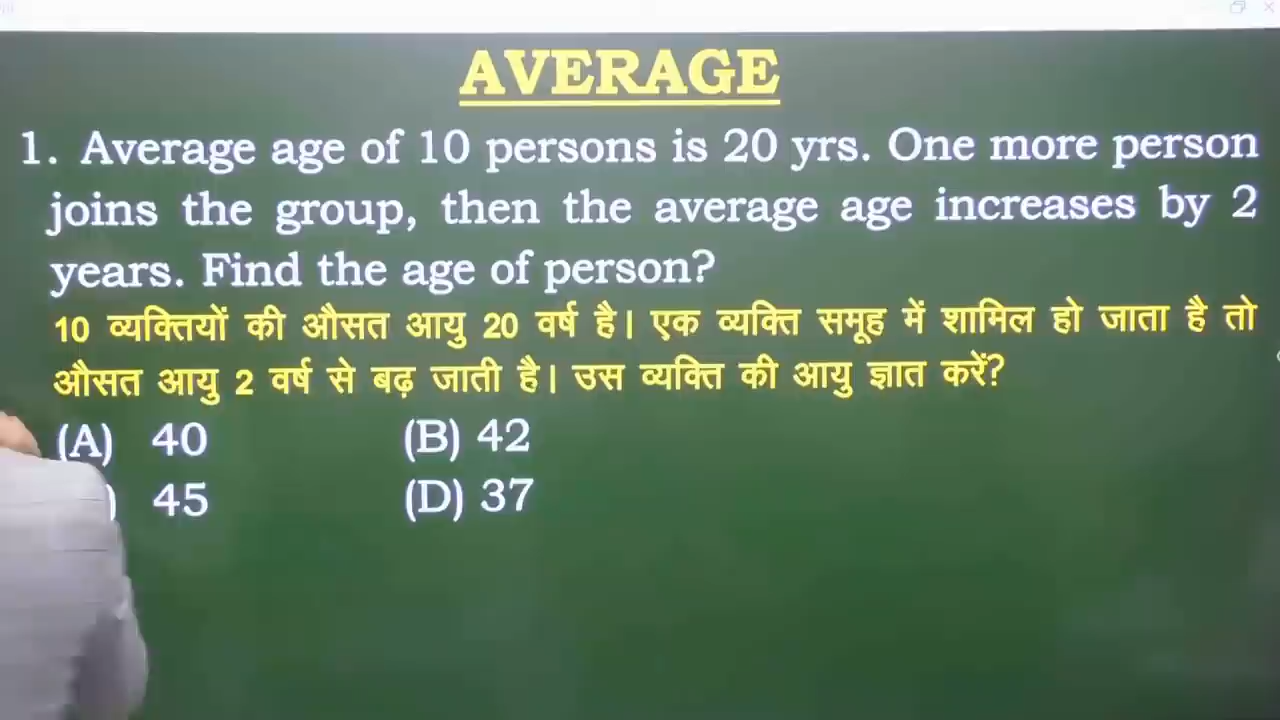 AVERAGE
1. Average age of 10 persons is 20 yrs. One more person
joins the group, then the average age increases by 2
years. Find the age of person?
10 व्यक्तियों की औसत आयु 20 वर्ष है। एक व्यक्ति समूह में शामिल हो जाता है तो
औसत आयु 2 वर्ष से बढ़ जाती है। उस व्यक्ति की आयु ज्ञात करें?
(A) 40 (B) 42
) 45 (D) 37